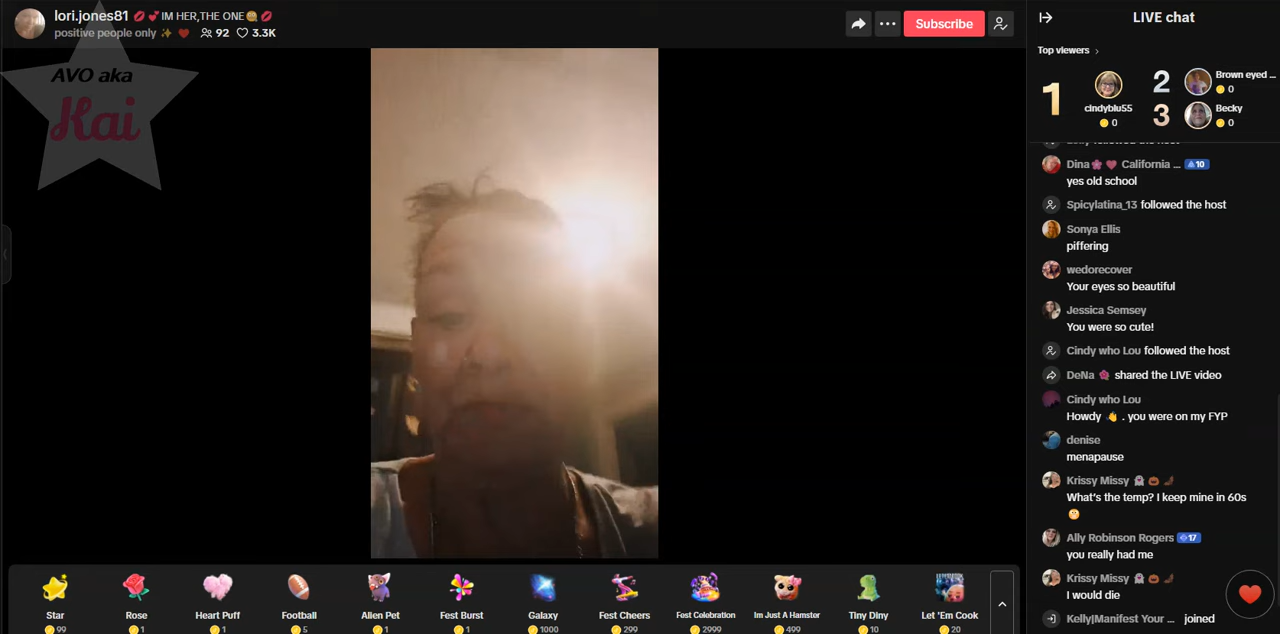 lori.jones81 💋 💕 IM HER,THE ONE 💋
positive people only ✨ ❤️ 92 3.3K
Subscribe
AVO aka
Kai
LIVE chat
Top viewers
1
cindyblu55
0
2
Brown eyed ...
0
3
Becky
0
followed the host
Dina🌸 ❤️ California ... 10
yes old school
Spicylatina_13 followed the host
Sonya Ellis
piffering
wedorecover
Your eyes so beautiful
Jessica Semsey
You were so cute!
Cindy who Lou followed the host
DeNa 🌺 shared the LIVE video
Cindy who Lou
Howdy 👋 . you were on my FYP
denise
menapause
Krissy Missy 👻 🎃
What's the temp? I keep mine in 60s
😳
Ally Robinson Rogers 17
you really had me
Krissy Missy 👻 🎃
I would die
Kelly|Manifest Your ... joined
Star
99
Rose
1
Heart Puff
1
Football
5
Alien Pet
1
Fest Burst
1
Galaxy
1000
Fest Cheers
299
Fest Celebration
2999
Im Just A Hamster
499
Tiny Diny
10
Let 'Em Cook
20